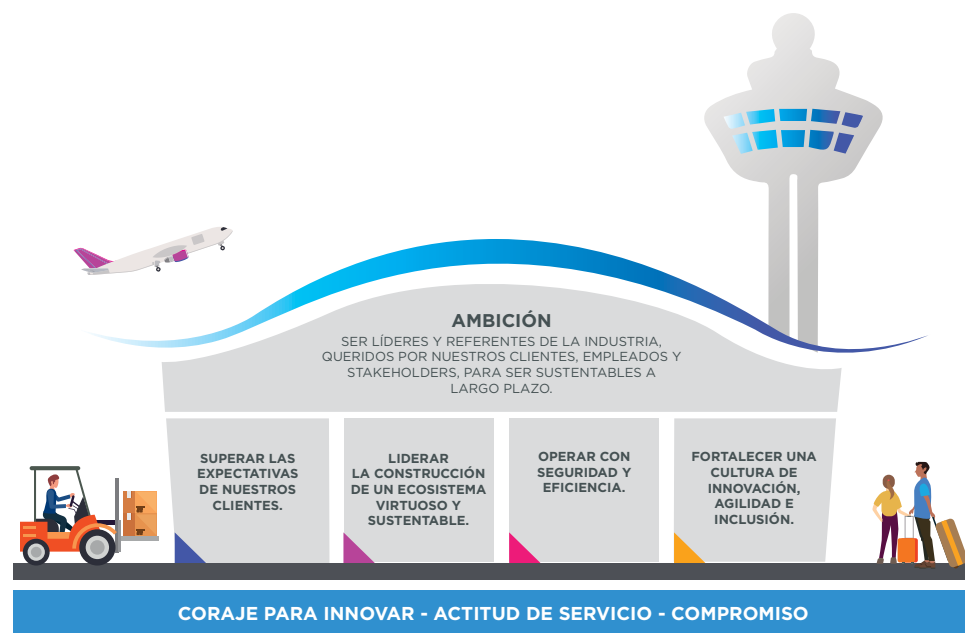 AMBICIÓN
SER LÍDERES Y REFERENTES DE LA INDUSTRIA,
QUERIDOS POR NUESTROS CLIENTES, EMPLEADOS Y
STAKEHOLDERS, PARA SER SUSTENTABLES A
LARGO PLAZO.
SUPERAR LAS
EXPECTATIVAS
DE NUESTROS
CLIENTES.
LIDERAR
LA CONSTRUCCIÓN
DE UN ECOSISTEMA
VIRTUOSO Y
SUSTENTABLE.
OPERAR CON
SEGURIDAD Y
EFICIENCIA.
FORTALECER UNA
CULTURA DE
INNOVACIÓN,
AGILIDAD E
INCLUSIÓN.
CORAJE PARA INNOVAR - ACTITUD DE SERVICIO - COMPROMISO